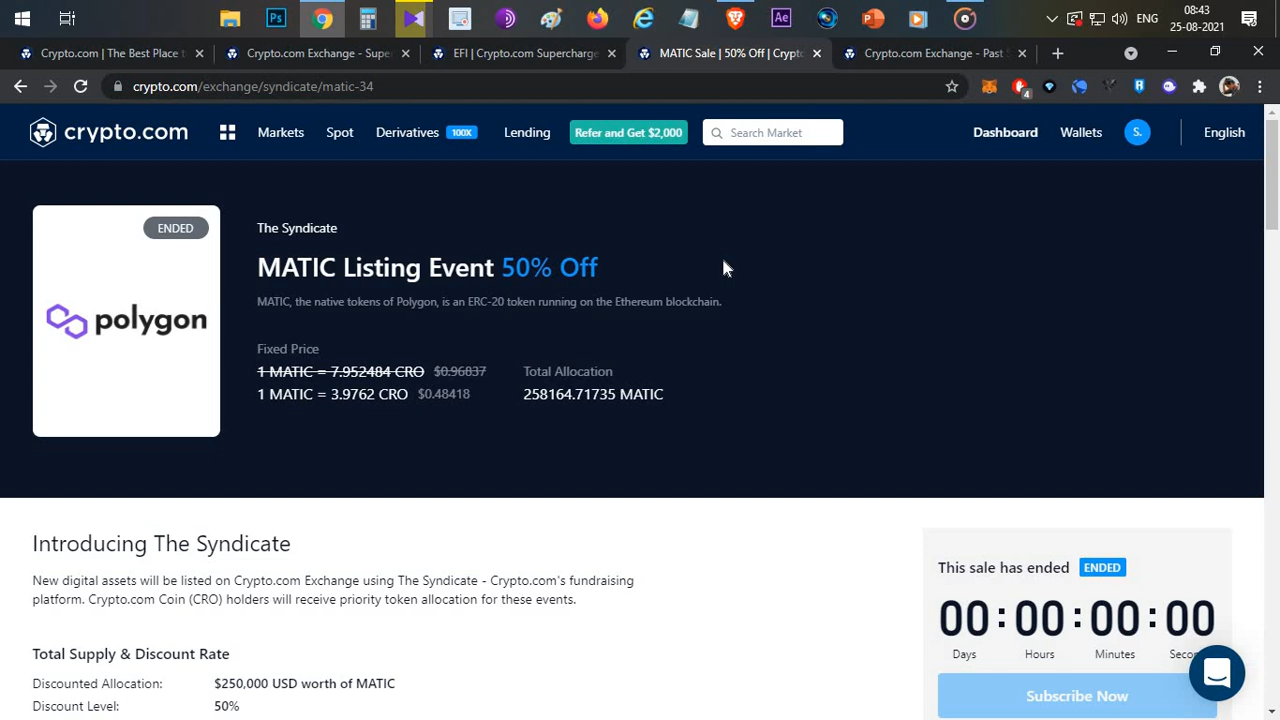 Ps
Ae
ENG
08:43
25-08-2021
Crypto.com | The Best Place to
Crypto.com Exchange - Supe
EFI | Crypto.com Supercharge
MATIC Sale | 50% Off | Crypto
Crypto.com Exchange - Past S
crypto.com/exchange/syndicate/matic-34
4
crypto.com
Markets
Spot
Derivatives
100X
Lending
Refer and Get $2,000
Search Market
Dashboard
Wallets
S.
English
ENDED
polygon
The Syndicate
MATIC Listing Event 50% Off
MATIC, the native tokens of Polygon, is an ERC-20 token running on the Ethereum blockchain.
Fixed Price
1 MATIC = 7.952484 CRO $0.96837
1 MATIC = 3.9762 CRO $0.48418
Total Allocation
258164.71735 MATIC
Introducing The Syndicate
New digital assets will be listed on Crypto.com Exchange using The Syndicate - Crypto.com's fundraising
platform. Crypto.com Coin (CRO) holders will receive priority token allocation for these events.
Total Supply & Discount Rate
Discounted Allocation: $250,000 USD worth of MATIC
Discount Level: 50%
This sale has ended ENDED
00 : 00 : 00 : 00
Days Hours Minutes Secon
Subscribe Now